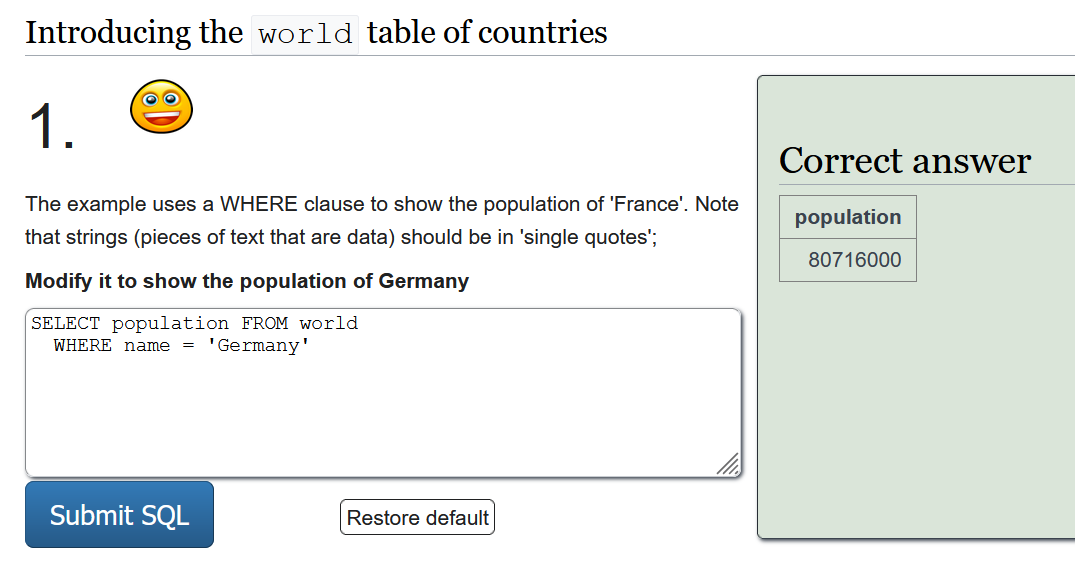 Introducing the world table of countries
1.
The example uses a WHERE clause to show the population of 'France'. Note
that strings (pieces of text that are data) should be in 'single quotes';
Modify it to show the population of Germany
SELECT population FROM world
WHERE name = 'Germany'
Submit SQL
Restore default
Correct answer
population
80716000